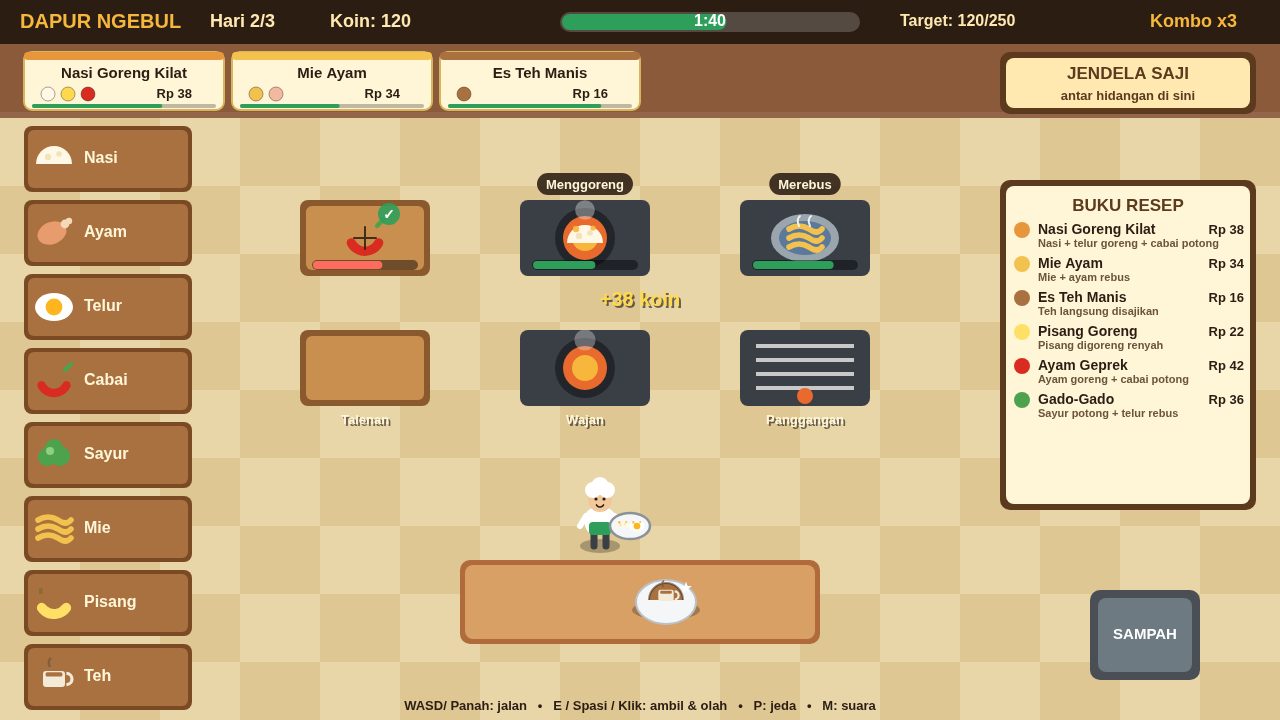 DAPUR NGEBUL
Hari 2/3
Koin: 120
1:40
Target: 120/250
Kombo x3
Nasi Goreng Kilat
Rp 38
Mie Ayam
Rp 34
Es Teh Manis
Rp 16
JENDELA SAJI
antar hidangan di sini
Nasi
Ayam
Telur
Cabai
Sayur
Mie
Pisang
Teh
Menggoreng
Merebus
+38 koin
Talenan
Wajan
Panggangan
BUKU RESEP
Nasi Goreng Kilat Rp 38
Nasi + telur goreng + cabai potong
Mie Ayam Rp 34
Mie + ayam rebus
Es Teh Manis Rp 16
Teh langsung disajikan
Pisang Goreng Rp 22
Pisang digoreng renyah
Ayam Geprek Rp 42
Ayam goreng + cabai potong
Gado-Gado Rp 36
Sayur potong + telur rebus
SAMPAH
WASD/ Panah: jalan • E / Spasi / Klik: ambil & olah • P: jeda • M: suara